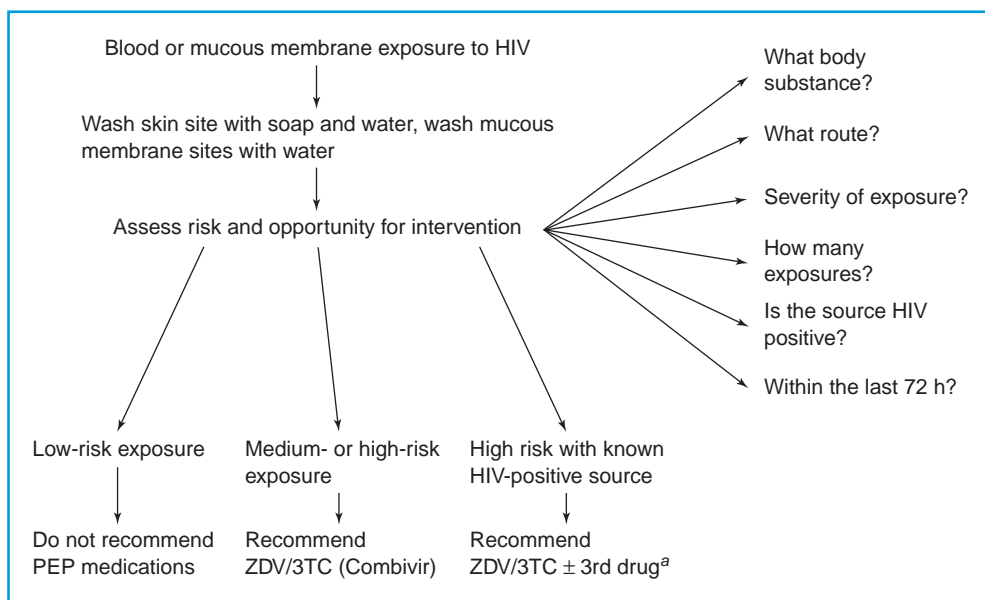 Blood or mucous membrane exposure to HIV
Wash skin site with soap and water, wash mucous
membrane sites with water
Assess risk and opportunity for intervention
What body
substance?
What route?
Severity of exposure?
How many
exposures?
Is the source HIV
positive?
Within the last 72 h?
Low-risk exposure
Do not recommend
PEP medications
Medium- or high-risk
exposure
Recommend
ZDV/3TC (Combivir)
High risk with known
HIV-positive source
Recommend
ZDV/3TC ± 3rd drugᵃ